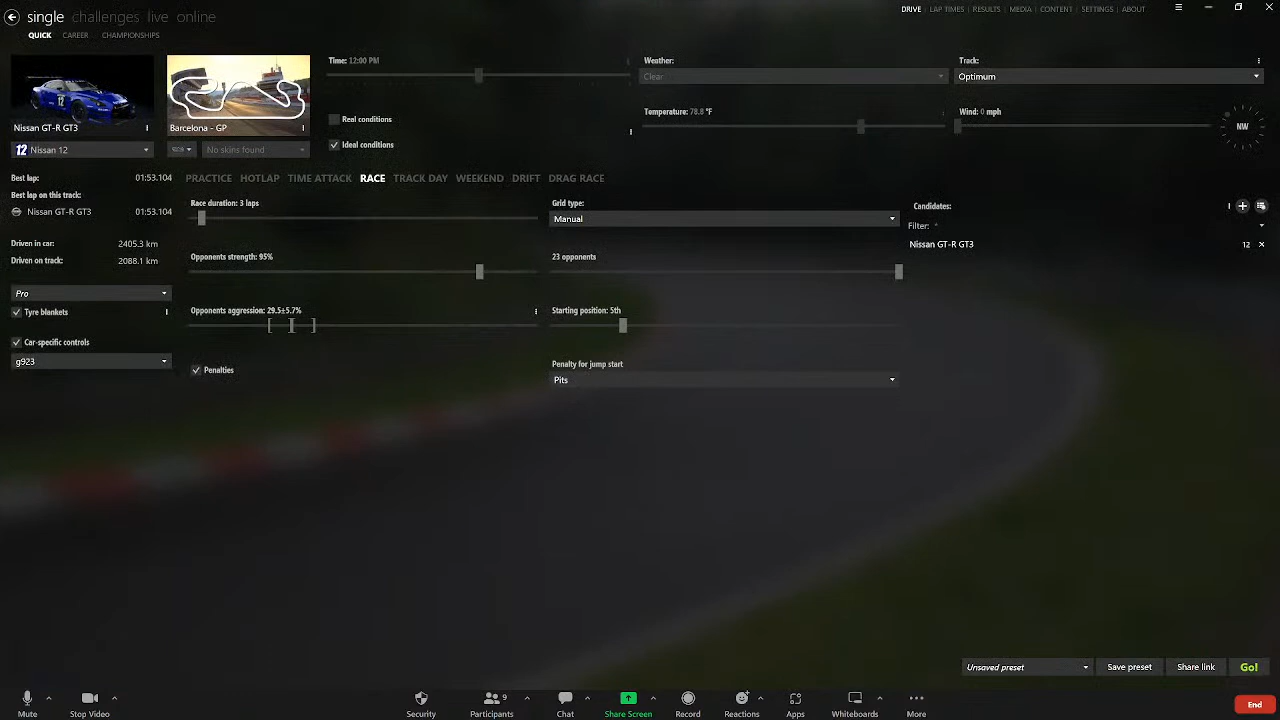 single challenges live online
DRIVE | LAP TIMES | RESULTS | MEDIA | CONTENT | SETTINGS | ABOUT
QUICK CAREER CHAMPIONSHIPS
Time: 12:00 PM
Weather:
Track:
Clear
Optimum
Temperature: 78.8 °F
Wind: 0 mph
NW
12
Nissan GT-R GT3
Barcelona - GP
Real conditions
Ideal conditions
12 Nissan 12
No skins found
Best lap: 01:53.104
Best lap on this track:
Nissan GT-R GT3 01:53.104
Driven in car: 2405.3 km
Driven on track: 2088.1 km
Pro
Tyre blankets
Car-specific controls
g923
PRACTICE HOTLAP TIME ATTACK RACE TRACK DAY WEEKEND DRIFT DRAG RACE
Race duration: 3 laps
Grid type:
Manual
Opponents strength: 95%
23 opponents
Opponents aggression: 29.5±5.7%
Starting position: 5th
Penalties
Penalty for jump start
Pits
Candidates:
Filter: *
Nissan GT-R GT3 12
Unsaved preset
Save preset
Share link
Go!
Mute
Stop Video
Security
9
Participants
Chat
Share Screen
Record
Reactions
Apps
Whiteboards
More
End